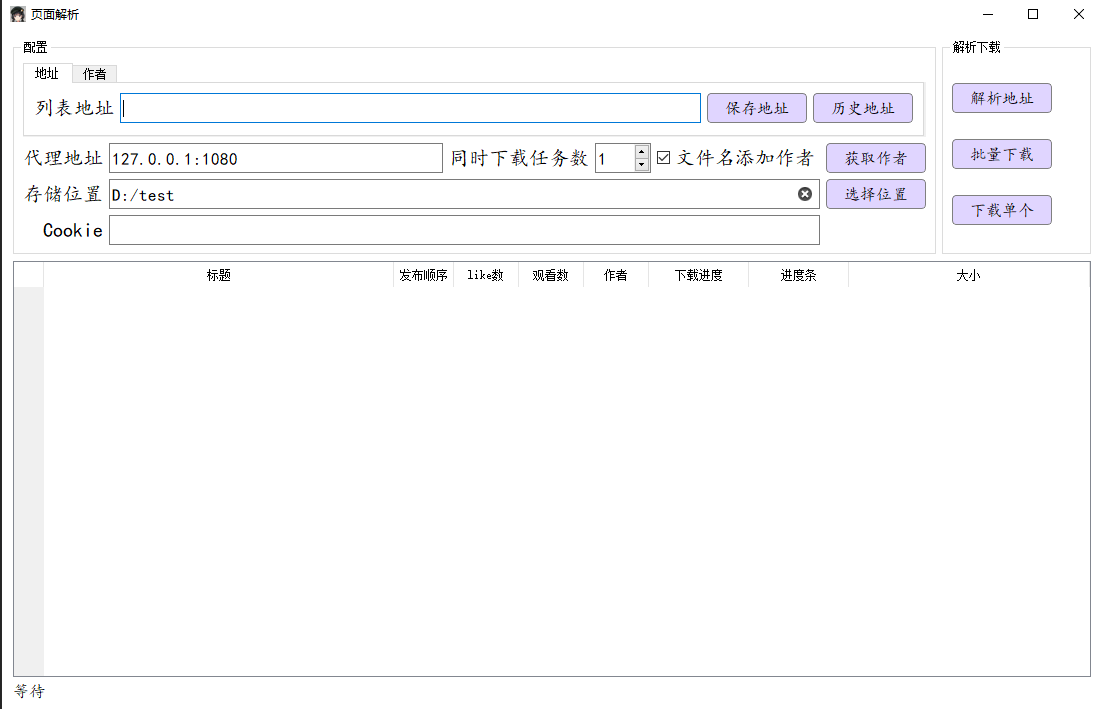 页面解析
配置
解析下载
地址 作者
列表地址 保存地址 历史地址
解析地址
代理地址 127.0.0.1:1080 同时下载任务数 1 文件名添加作者 获取作者
批量下载
存储位置 D:/test 选择位置
下载单个
Cookie
标题 发布顺序 like数 观看数 作者 下载进度 进度条 大小
等待